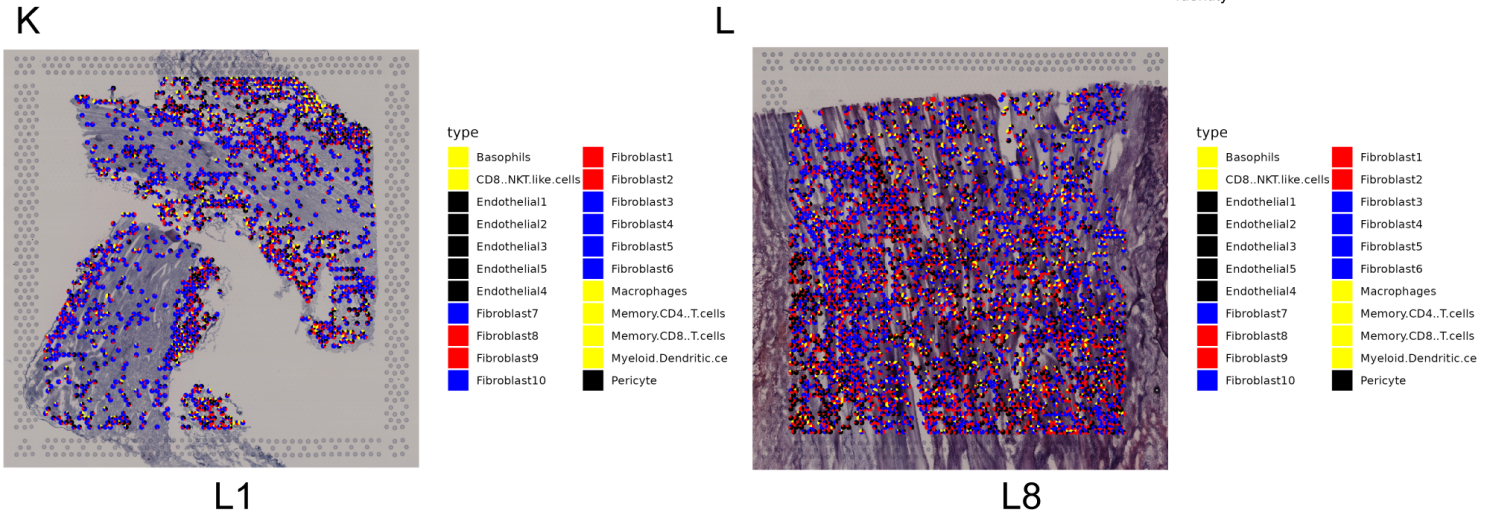 K
L
type
Basophils
Fibroblast1
CD8..NKT.like.cells
Fibroblast2
Endothelial1
Fibroblast3
Endothelial2
Fibroblast4
Endothelial3
Fibroblast5
Endothelial5
Fibroblast6
Endothelial4
Macrophages
Fibroblast7
Memory.CD4..T.cells
Fibroblast8
Memory.CD8..T.cells
Fibroblast9
Myeloid.Dendritic.ce
Fibroblast10
Pericyte
type
Basophils
Fibroblast1
CD8..NKT.like.cells
Fibroblast2
Endothelial1
Fibroblast3
Endothelial2
Fibroblast4
Endothelial3
Fibroblast5
Endothelial5
Fibroblast6
Endothelial4
Macrophages
Fibroblast7
Memory.CD4..T.cells
Fibroblast8
Memory.CD8..T.cells
Fibroblast9
Myeloid.Dendritic.ce
Fibroblast10
Pericyte
L1
L8